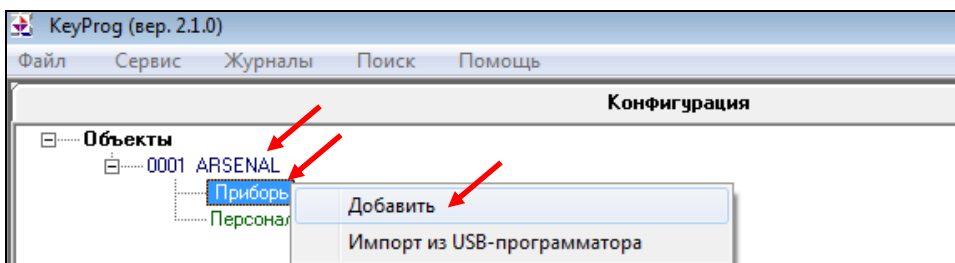 KeyProg (вер. 2.1.0)
Файл Сервис Журналы Поиск Помощь
Конфигурация
Объекты
0001 ARSENAL
Приборы
Добавить
Персонал
Импорт из USB-программатора